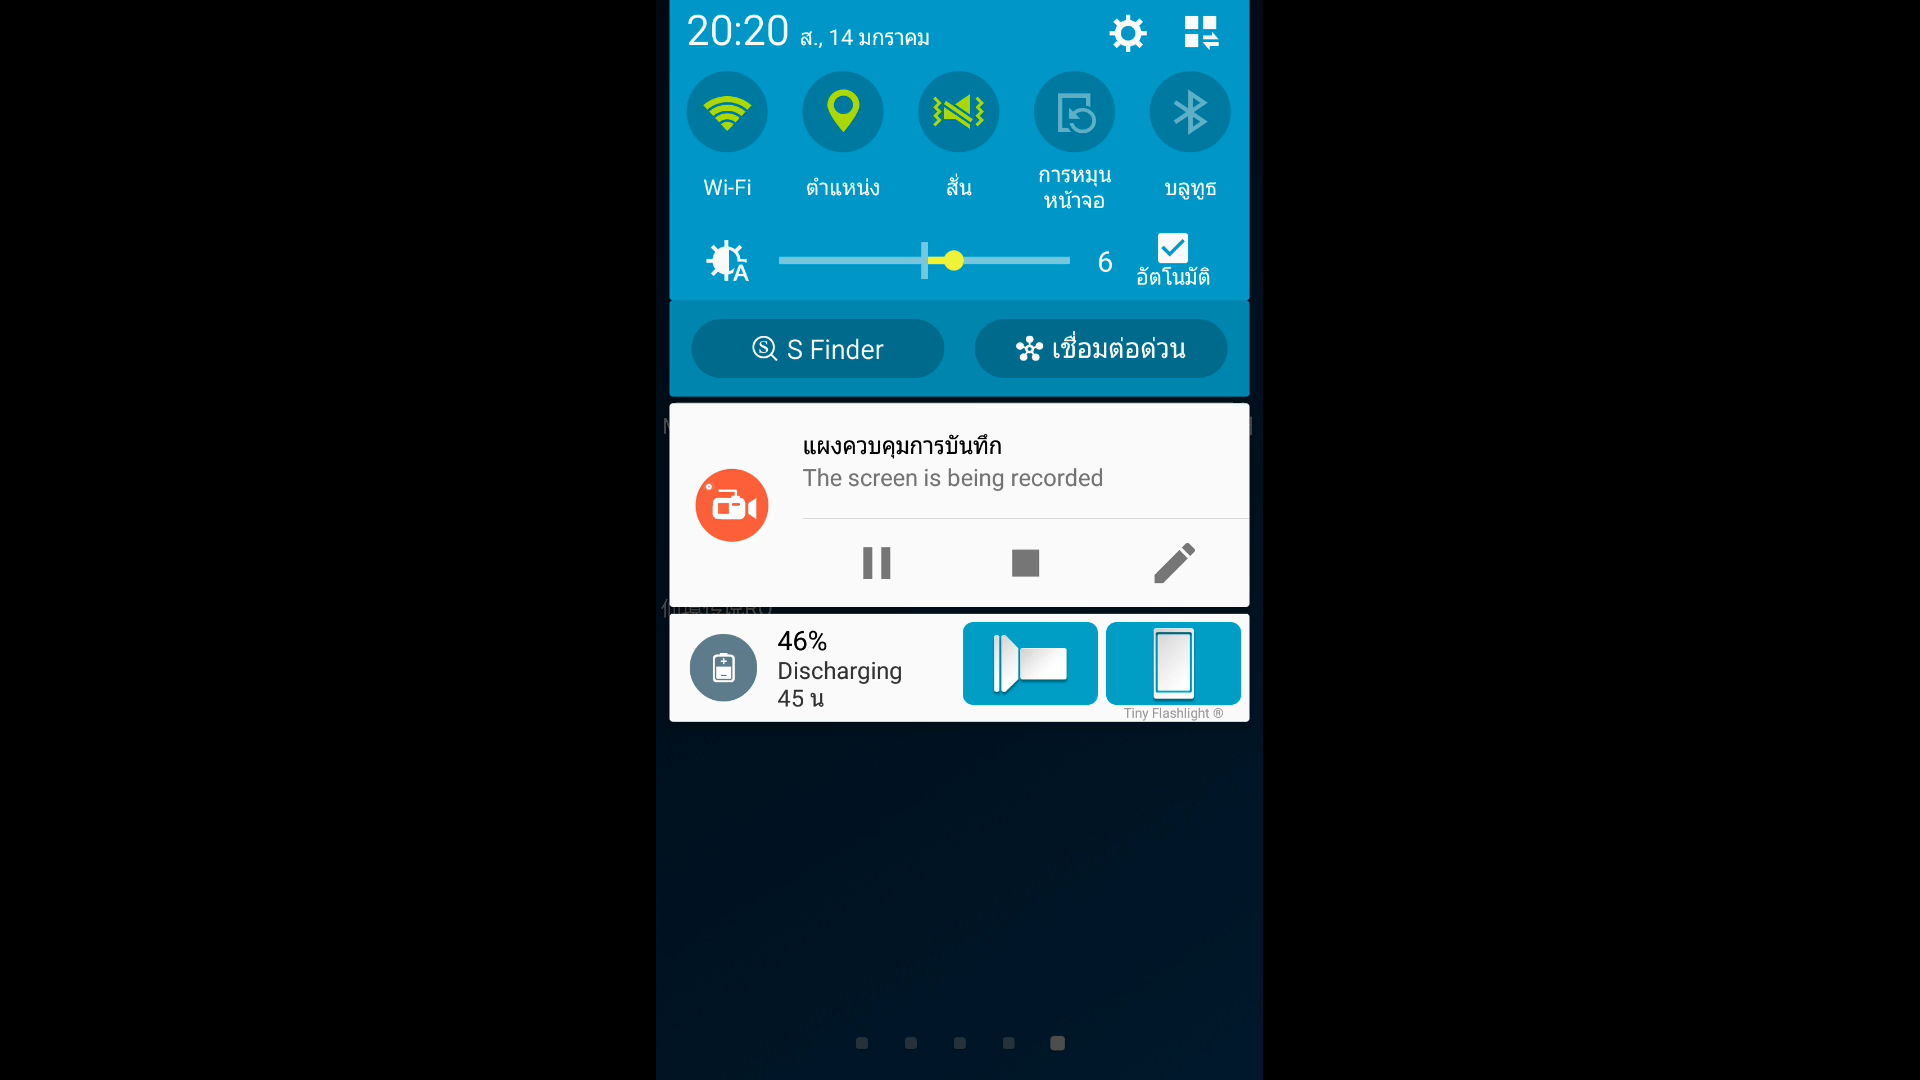 20:20 ส., 14 มกราคม
Wi-Fi
ตำแหน่ง
สั่น
การหมุน
หน้าจอ
บลูทูธ
A
6
อัตโนมัติ
S Finder
เชื่อมต่อด่วน
แผงควบคุมการบันทึก
The screen is being recorded
46%
Discharging
45 น
Tiny Flashlight ®